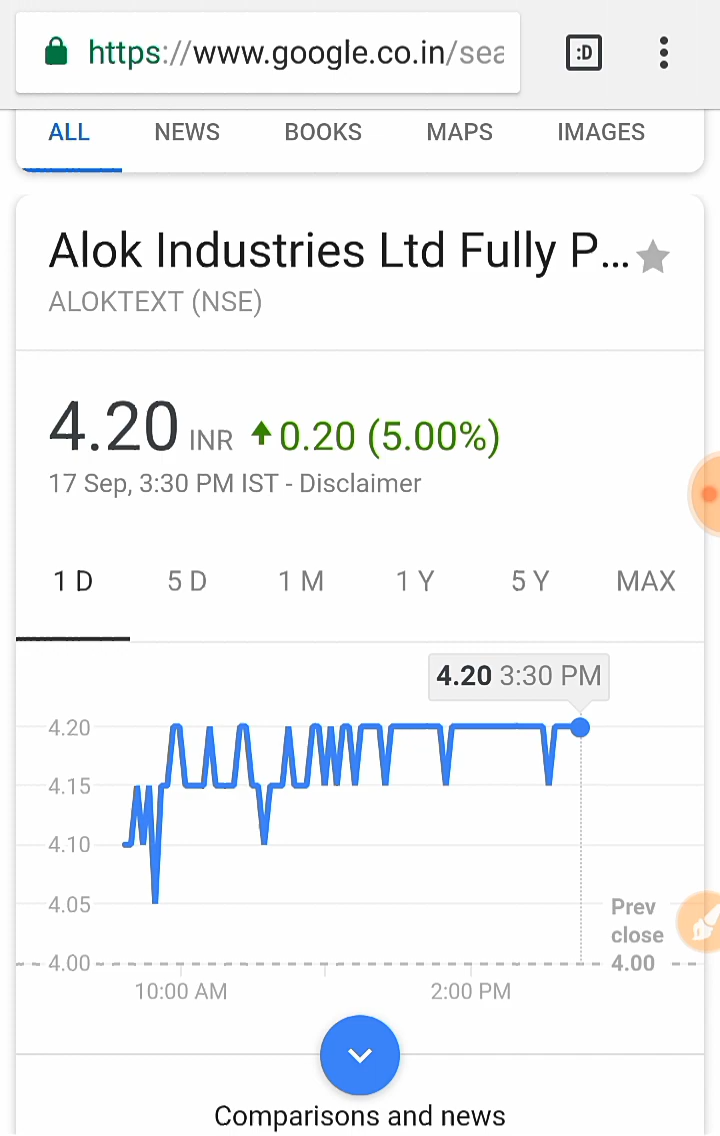 https://www.google.co.in/sea
:D
ALL NEWS BOOKS MAPS IMAGES
Alok Industries Ltd Fully P...
ALOKTEXT (NSE)
4.20 INR 0.20 (5.00%)
17 Sep, 3:30 PM IST - Disclaimer
1 D 5 D 1 M 1 Y 5 Y MAX
4.20 3:30 PM
4.20
4.15
4.10
4.05
Prev
close
4.00
4.00
10:00 AM 2:00 PM
Comparisons and news